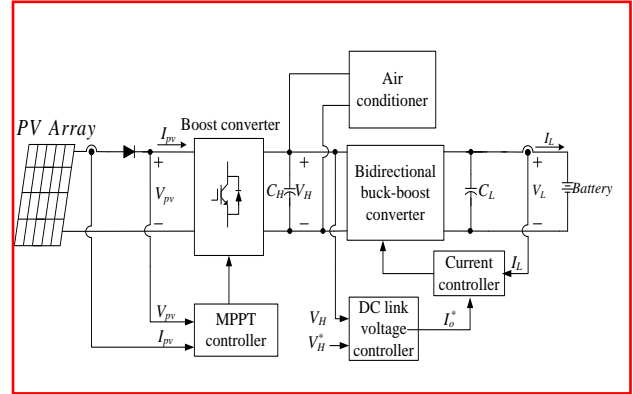 Air
conditioner
PV Array
I_pv
Boost converter
I_L
+
+
+
V_pv
C_H
V_H
Bidirectional
buck-boost
converter
C_L
V_L
Battery
−
−
−
Current
controller
I_L
V_pv
I_pv
MPPT
controller
V_H
V_H^*
DC link
voltage
controller
I_o^*